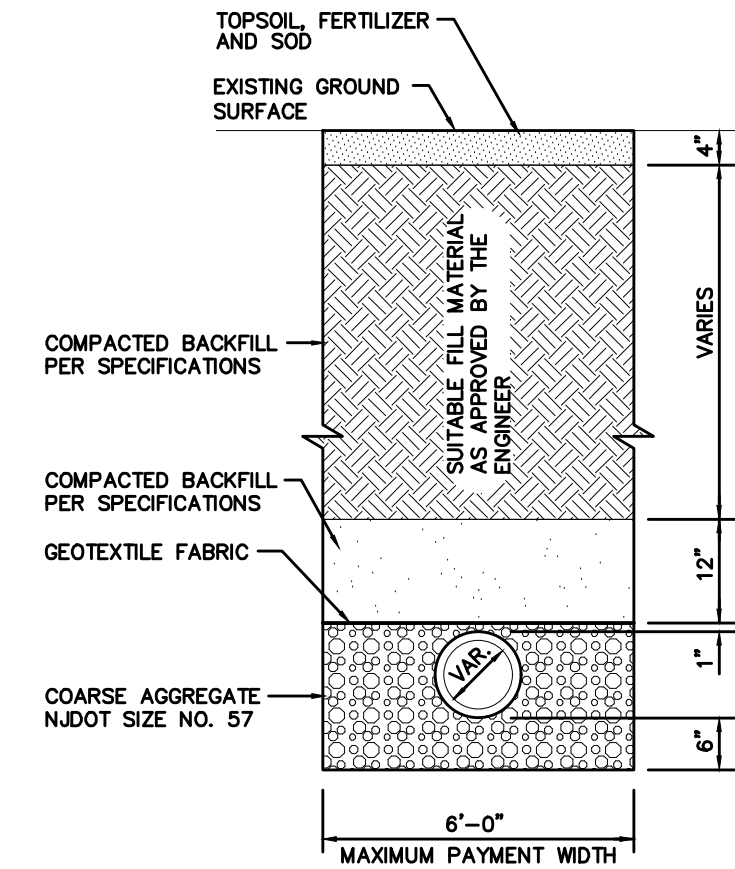 TOPSOIL, FERTILIZER
AND SOD
EXISTING GROUND
SURFACE
4"
SUITABLE FILL MATERIAL
AS APPROVED BY THE
ENGINEER
VARIES
COMPACTED BACKFILL
PER SPECIFICATIONS
COMPACTED BACKFILL
PER SPECIFICATIONS
GEOTEXTILE FABRIC
12"
VAR.
1"
COARSE AGGREGATE
NJDOT SIZE NO. 57
6"
6'-0"
MAXIMUM PAYMENT WIDTH